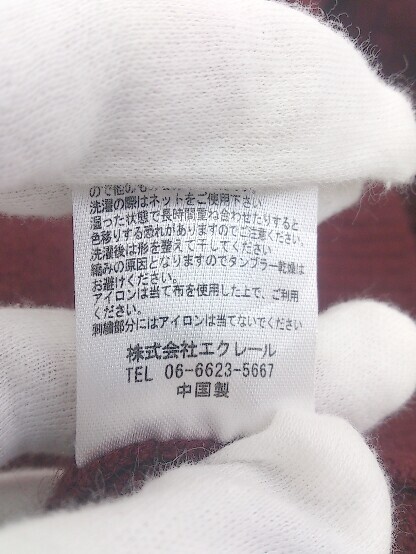 ので他のも
洗濯の際はネットをご使用下さい。
湿った状態で長時間重ね合わせたりすると
色移りする恐れがありますのでご注意ください。
洗濯後は形を整えて干してください。
縮みの原因となりますのでタンブラー乾燥は
お避けください。
アイロンは当て布を使用した上で、ご利用
ください。
刺繍部分にはアイロンは当てないでください
株式会社エクレール
TEL 06-6623-5667
中国製